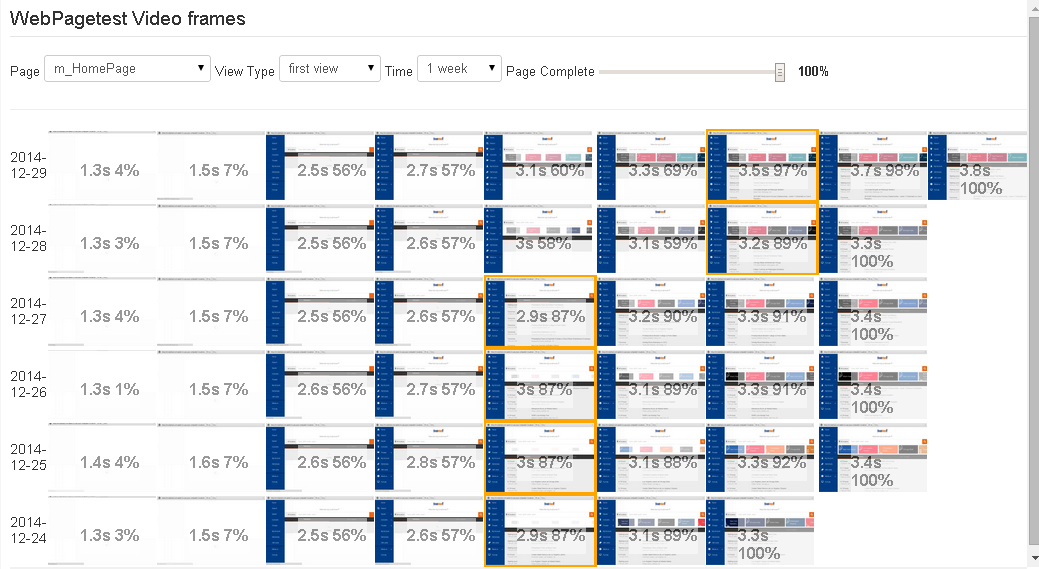 WebPagetest Video frames
Page m_HomePage View Type first view Time 1 week Page Complete 100%
2014-12-29 1.3s 4% 1.5s 7% 2.5s 56% 2.7s 57% 3.1s 60% 3.3s 69% 3.5s 97% 3.7s 98% 3.8s 100%
2014-12-28 1.3s 3% 1.5s 7% 2.5s 56% 2.6s 57% 3s 58% 3.1s 59% 3.2s 89% 3.3s 100%
2014-12-27 1.3s 4% 1.5s 7% 2.5s 56% 2.6s 57% 2.9s 87% 3.2s 90% 3.3s 91% 3.4s 100%
2014-12-26 1.3s 1% 1.5s 7% 2.6s 56% 2.7s 57% 3s 87% 3.1s 89% 3.3s 91% 3.4s 100%
2014-12-25 1.4s 4% 1.6s 7% 2.6s 56% 2.8s 57% 3s 87% 3.1s 88% 3.3s 92% 3.4s 100%
2014-12-24 1.3s 3% 1.5s 7% 2.5s 56% 2.6s 57% 2.9s 87% 3.1s 89% 3.3s 100%